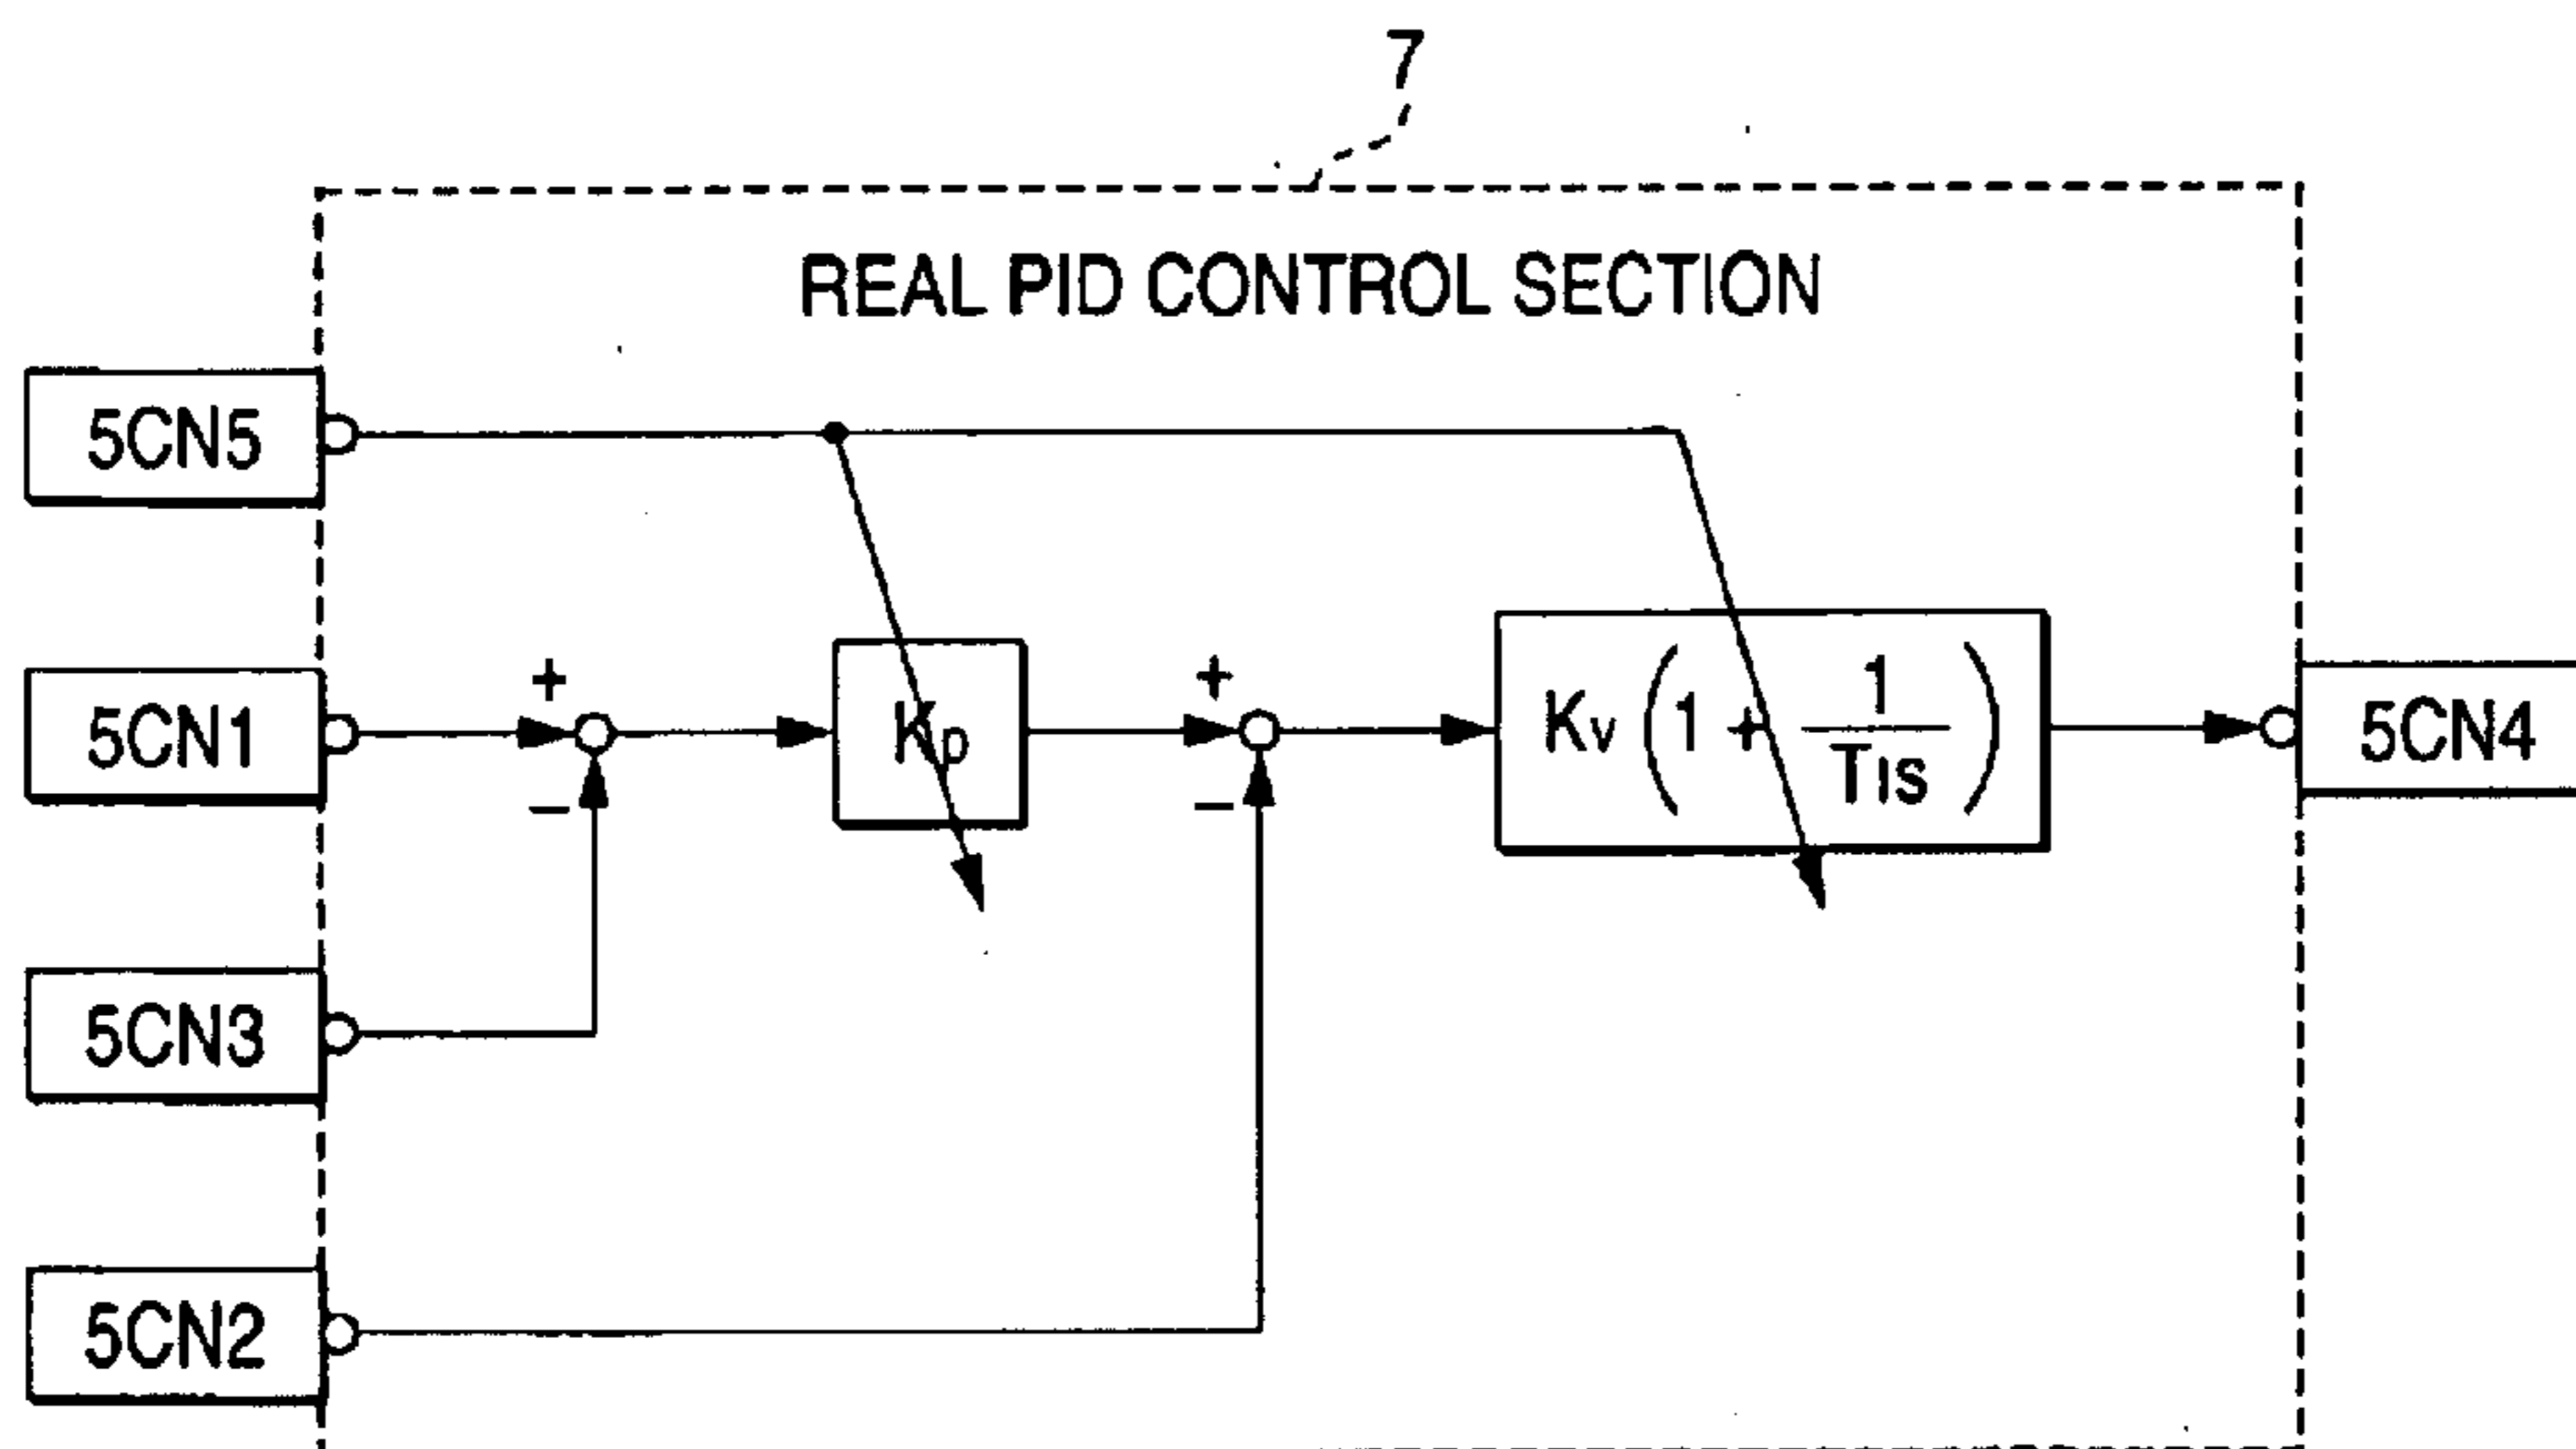 7
REAL PID CONTROL SECTION
5CN5
5CN1
+
−
Kp
+
−
Kv (1 + 1/TIs)
5CN4
5CN3
5CN2